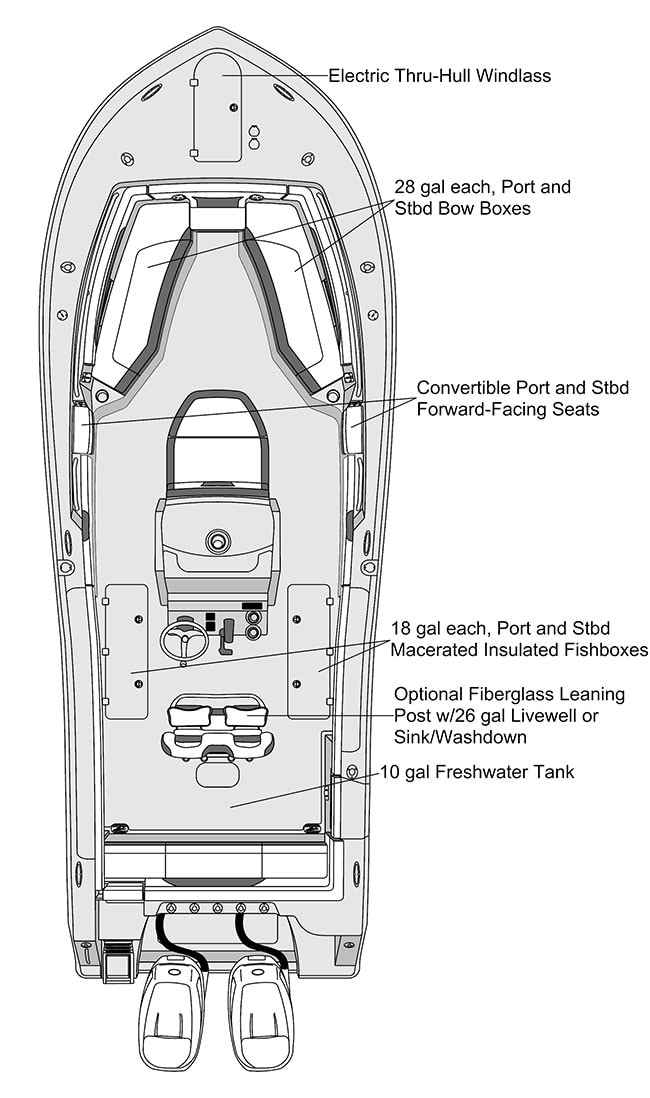 Electric Thru-Hull Windlass
28 gal each, Port and
Stbd Bow Boxes
Convertible Port and Stbd
Forward-Facing Seats
18 gal each, Port and Stbd
Macerated Insulated Fishboxes
Optional Fiberglass Leaning
Post w/26 gal Livewell or
Sink/Washdown
10 gal Freshwater Tank